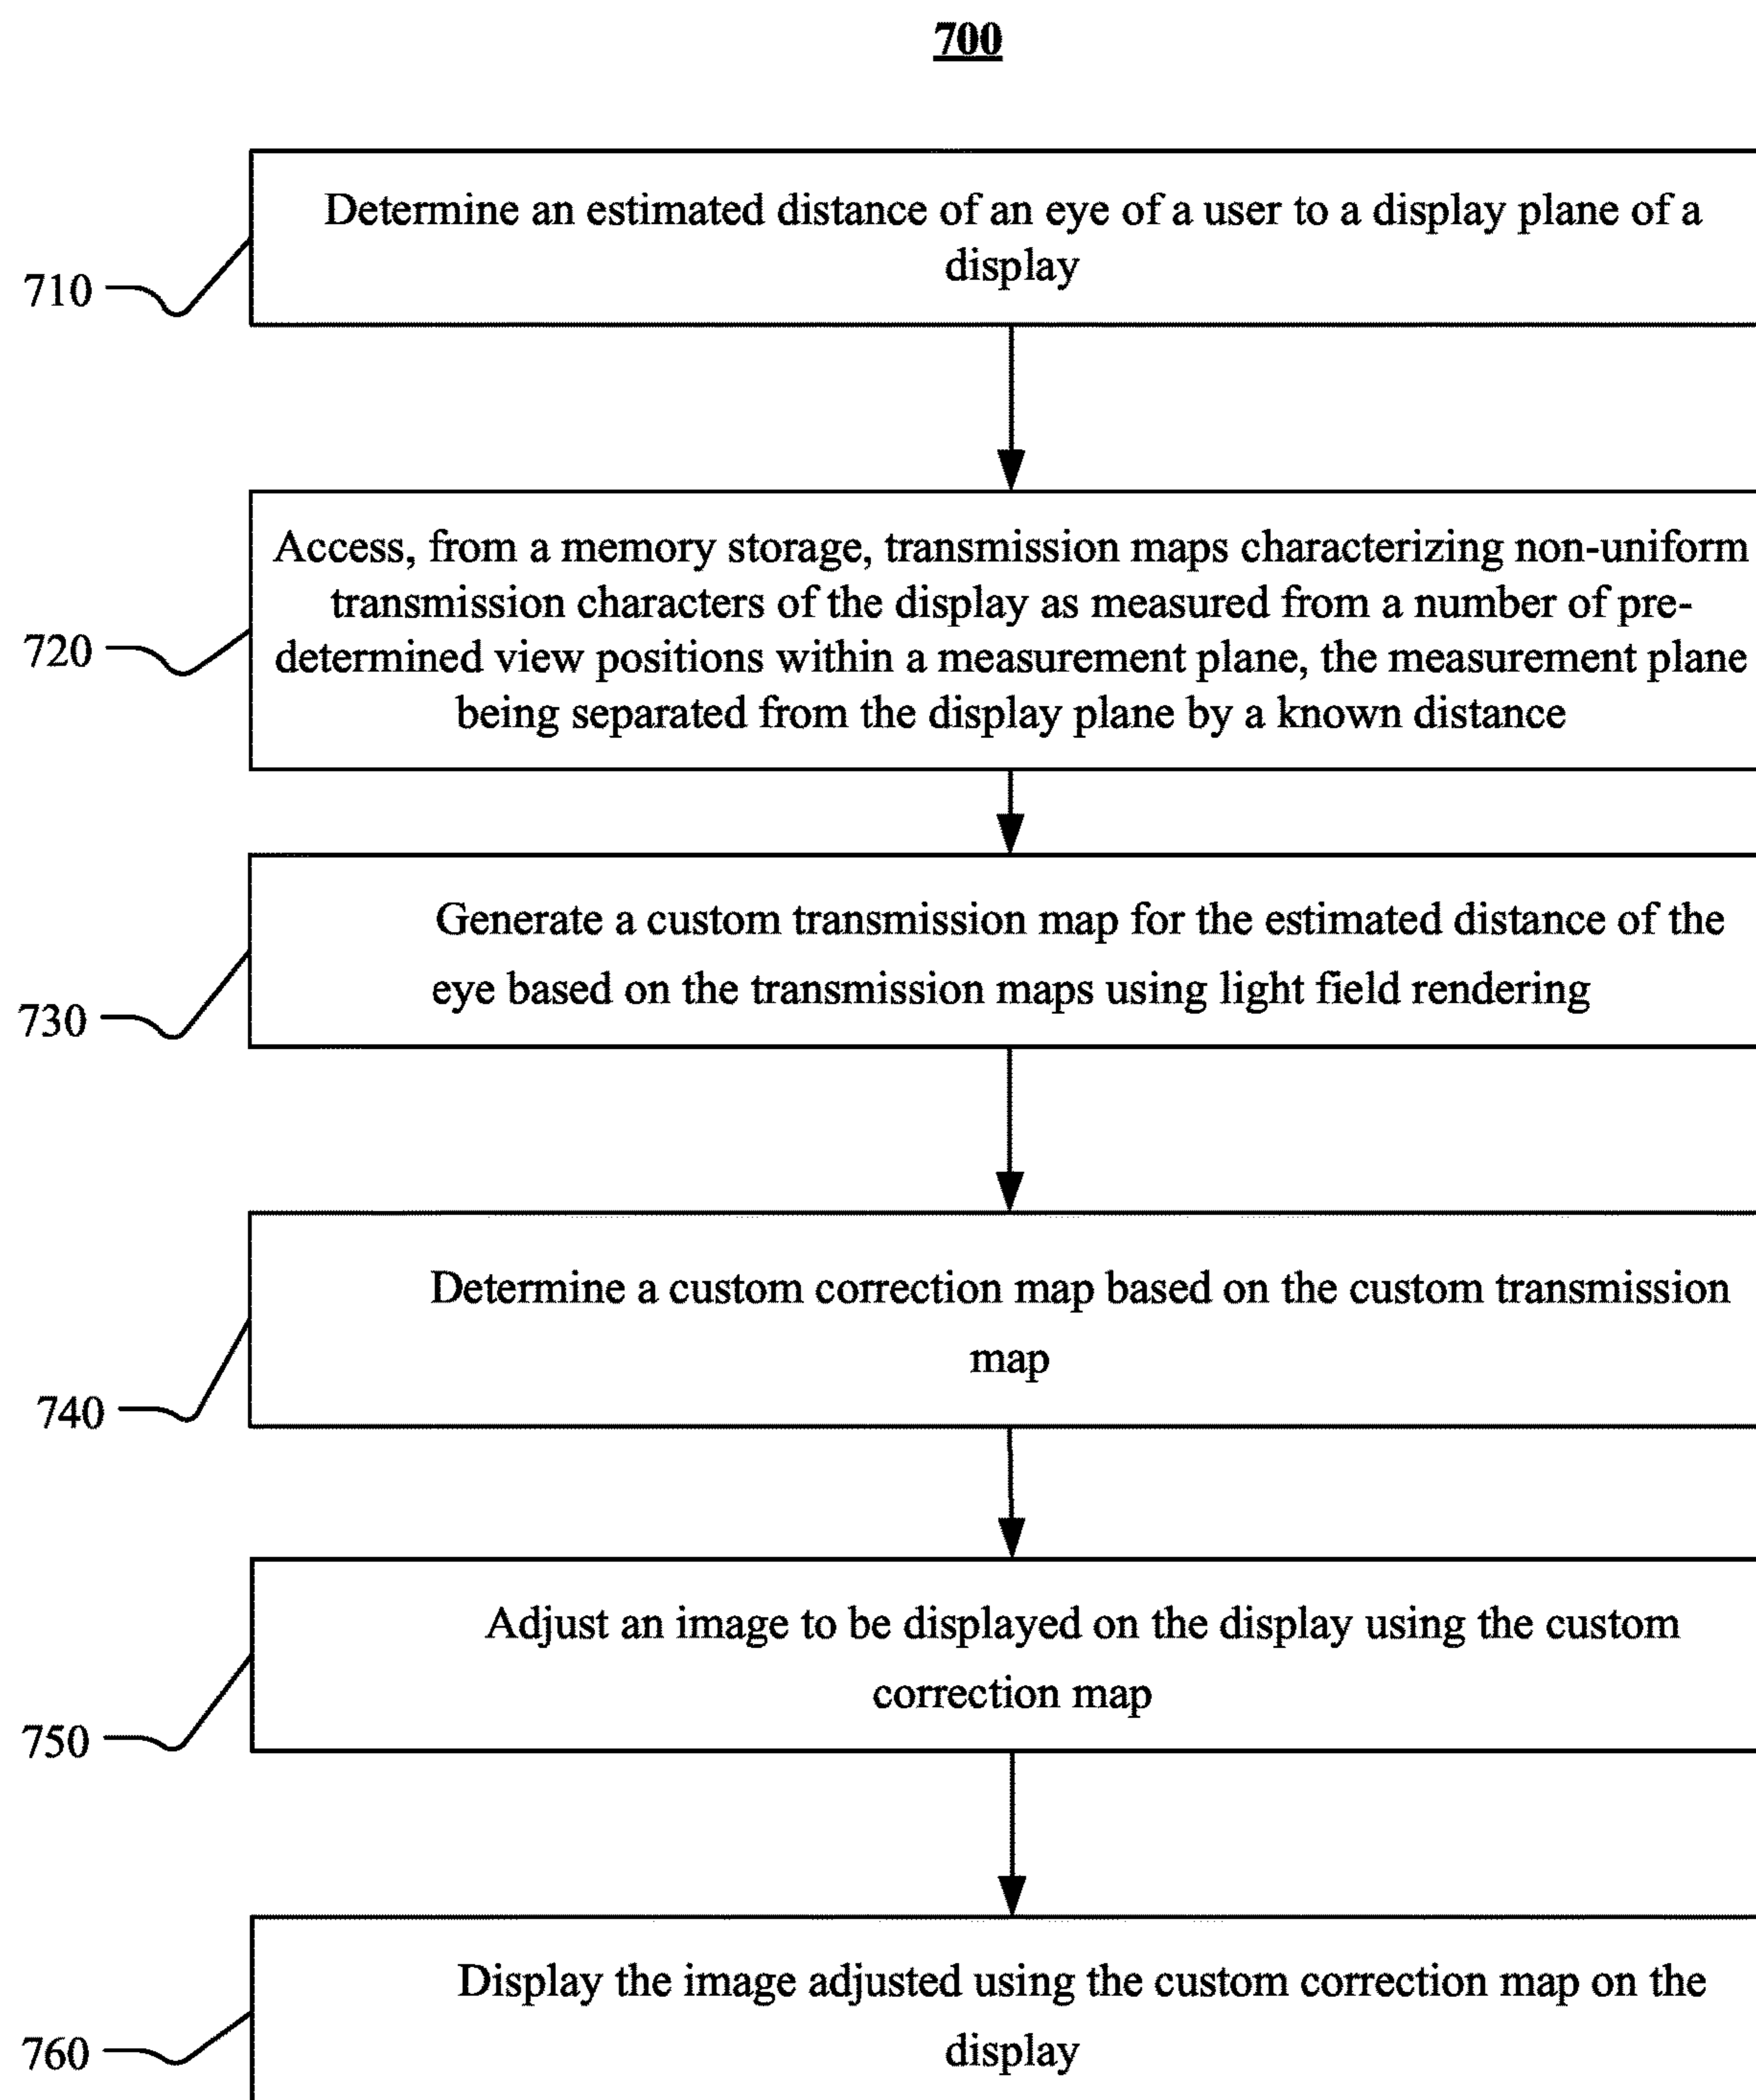 700
Determine an estimated distance of an eye of a user to a display plane of a
display
710
Access, from a memory storage, transmission maps characterizing non-uniform
transmission characters of the display as measured from a number of pre-
determined view positions within a measurement plane, the measurement plane
being separated from the display plane by a known distance
720
Generate a custom transmission map for the estimated distance of the
eye based on the transmission maps using light field rendering
730
Determine a custom correction map based on the custom transmission
map
740
Adjust an image to be displayed on the display using the custom
correction map
750
Display the image adjusted using the custom correction map on the
display
760